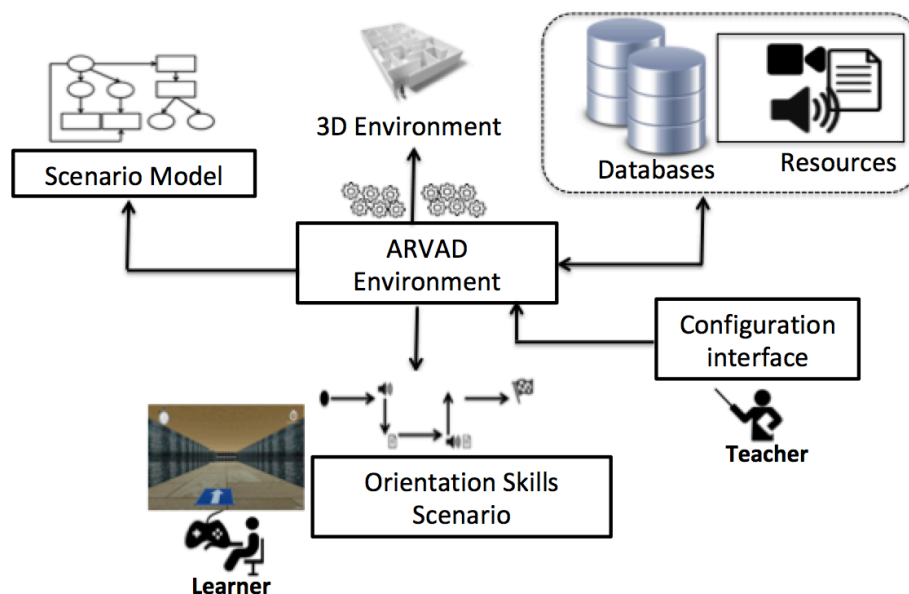 3D Environment
Databases
Resources
Scenario Model
ARVAD
Environment
Configuration
interface
Teacher
Orientation Skills
Scenario
Learner